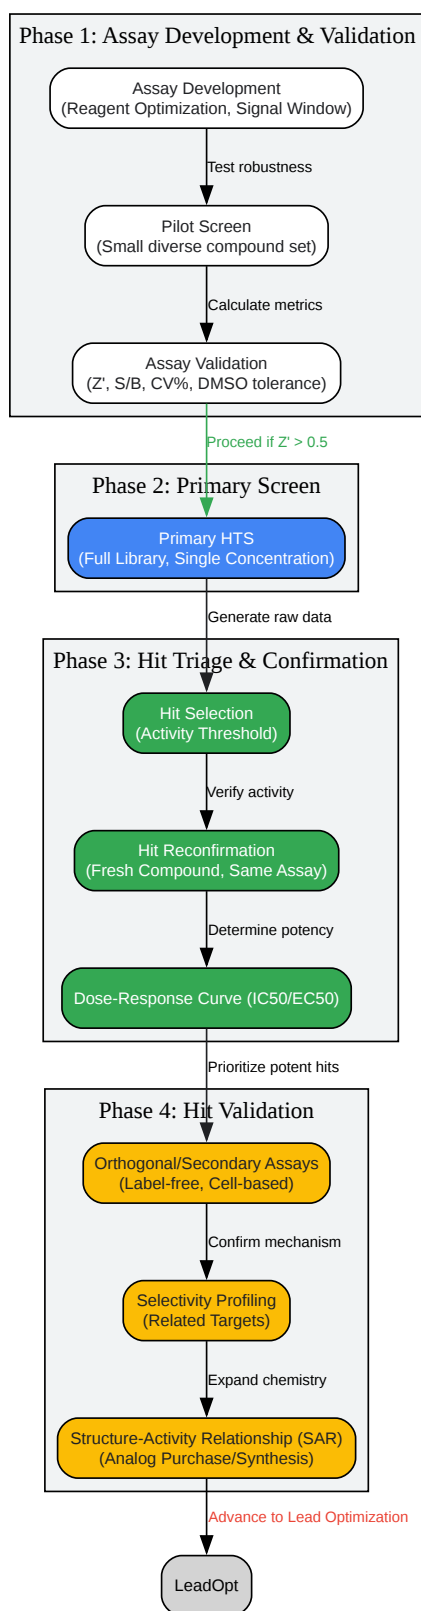 Phase 1: Assay Development & Validation
Assay Development
(Reagent Optimization, Signal Window)
Test robustness
Pilot Screen
(Small diverse compound set)
Calculate metrics
Assay Validation
(Z', S/B, CV%, DMSO tolerance)
Proceed if Z' > 0.5
Phase 2: Primary Screen
Primary HTS
(Full Library, Single Concentration)
Generate raw data
Phase 3: Hit Triage & Confirmation
Hit Selection
(Activity Threshold)
Verify activity
Hit Reconfirmation
(Fresh Compound, Same Assay)
Determine potency
Dose-Response Curve (IC50/EC50)
Prioritize potent hits
Phase 4: Hit Validation
Orthogonal/Secondary Assays
(Label-free, Cell-based)
Confirm mechanism
Selectivity Profiling
(Related Targets)
Expand chemistry
Structure-Activity Relationship (SAR)
(Analog Purchase/Synthesis)
Advance to Lead Optimization
LeadOpt